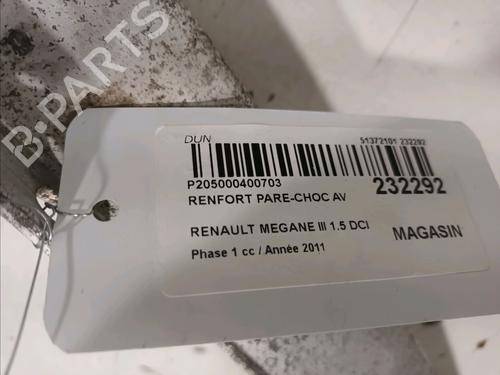 B-PARTS
DUN
51372101 232292
P205000400703
232292
RENFORT PARE-CHOC AV
RENAULT MEGANE III 1.5 DCI
MAGASIN
Phase 1 cc / Année 2011